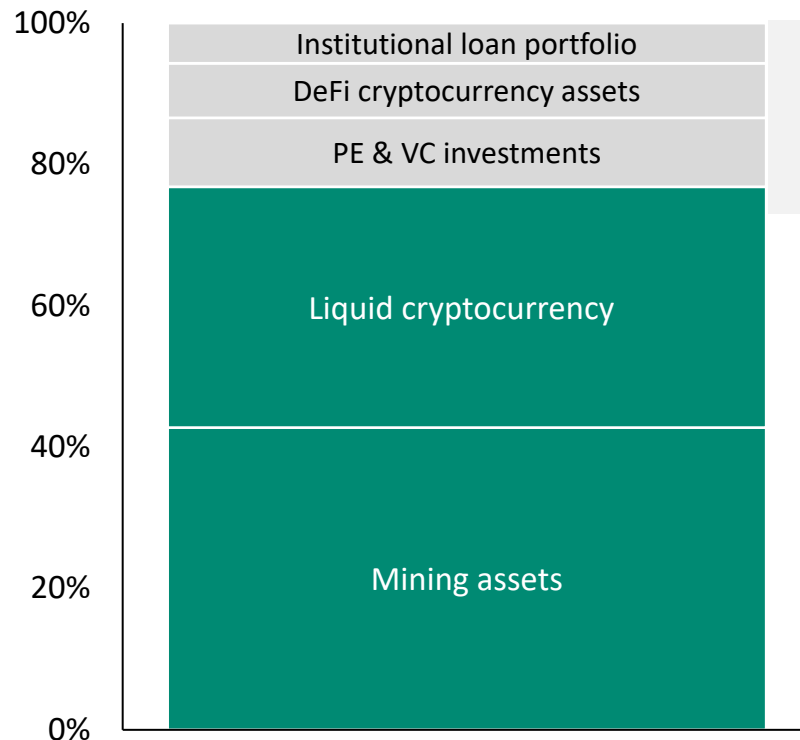 100%
Institutional loan portfolio
DeFi cryptocurrency assets
80%
PE & VC investments
60%
Liquid cryptocurrency
40%
20%
Mining assets
0%